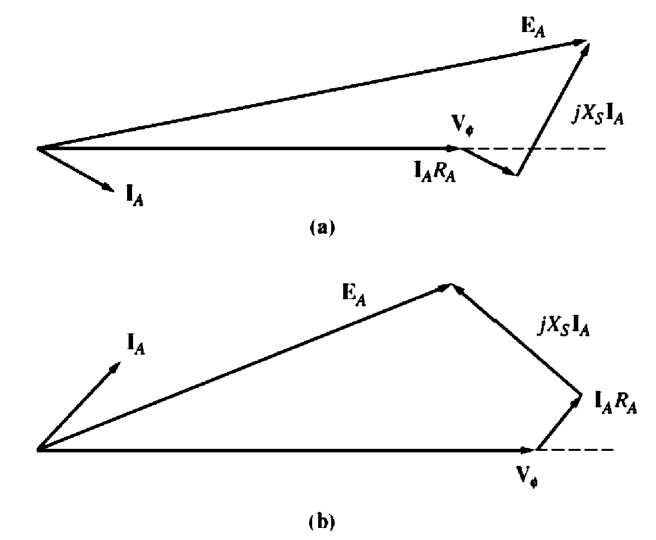 E_A
V_φ
jX_S I_A
I_A R_A
I_A
(a)
E_A
I_A
jX_S I_A
I_A R_A
V_φ
(b)